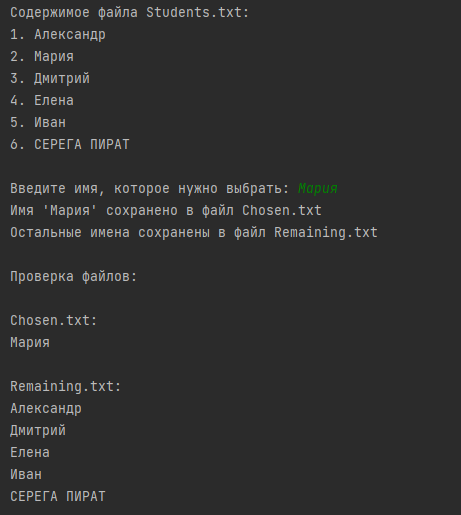 Содержимое файла Students.txt:
1. Александр
2. Мария
3. Дмитрий
4. Елена
5. Иван
6. СЕРЕГА ПИРАТ
Введите имя, которое нужно выбрать: Мария
Имя 'Мария' сохранено в файл Chosen.txt
Остальные имена сохранены в файл Remaining.txt
Проверка файлов:
Chosen.txt:
Мария
Remaining.txt:
Александр
Дмитрий
Елена
Иван
СЕРЕГА ПИРАТ